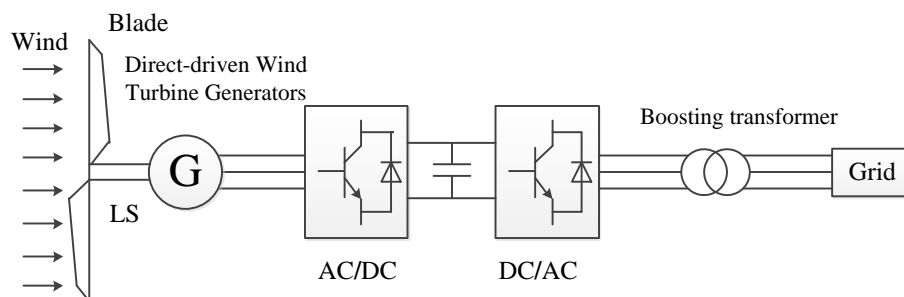 Blade
Wind
Direct-driven Wind
Turbine Generators
Boosting transformer
G
Grid
LS
AC/DC
DC/AC